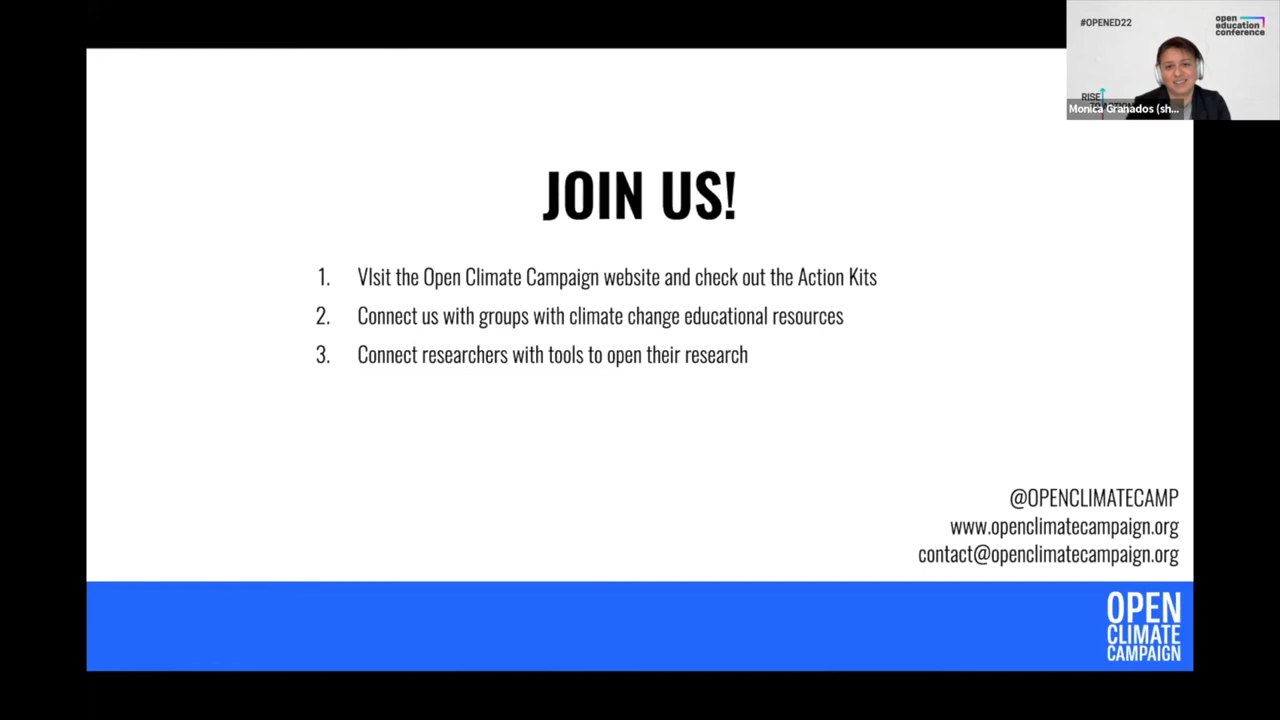 #OPENED22
open
education
conference
RISE
Monica Granados (sh...
JOIN US!
1. VIsit the Open Climate Campaign website and check out the Action Kits
2. Connect us with groups with climate change educational resources
3. Connect researchers with tools to open their research
@OPENCLIMATECAMP
www.openclimatecampaign.org
contact@openclimatecampaign.org
OPEN
CLIMATE
CAMPAIGN